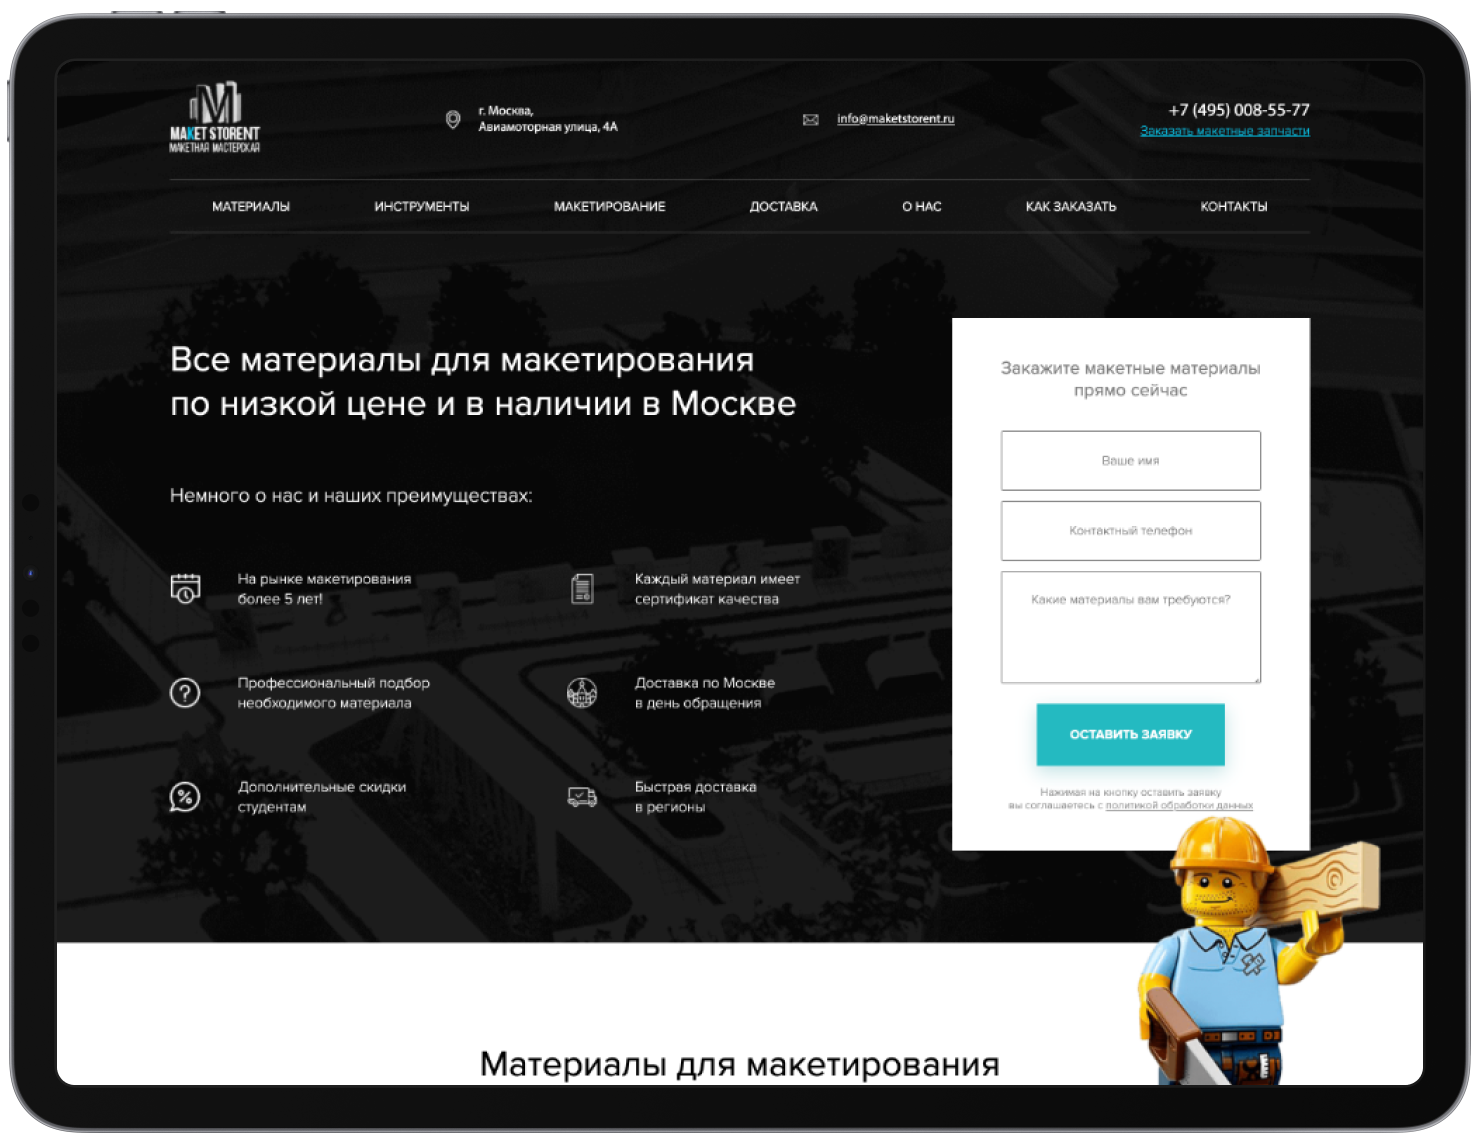 MAKET STORENT
МАКЕТНАЯ МАСТЕРСКАЯ
г. Москва,
Авиамоторная улица, 4А
info@maketstorent.ru
+7 (495) 008-55-77
Заказать макетные запчасти
МАТЕРИАЛЫ
ИНСТРУМЕНТЫ
МАКЕТИРОВАНИЕ
ДОСТАВКА
О НАС
КАК ЗАКАЗАТЬ
КОНТАКТЫ
Все материалы для макетирования
по низкой цене и в наличии в Москве
Немного о нас и наших преимуществах:
На рынке макетирования
более 5 лет!
Каждый материал имеет
сертификат качества
Профессиональный подбор
необходимого материала
Доставка по Москве
в день обращения
Дополнительные скидки
студентам
Быстрая доставка
в регионы
Закажите макетные материалы
прямо сейчас
Ваше имя
Контактный телефон
Какие материалы вам требуются?
ОСТАВИТЬ ЗАЯВКУ
Нажимая на кнопку оставить заявку
вы соглашаетесь с политикой обработки данных
Материалы для макетирования